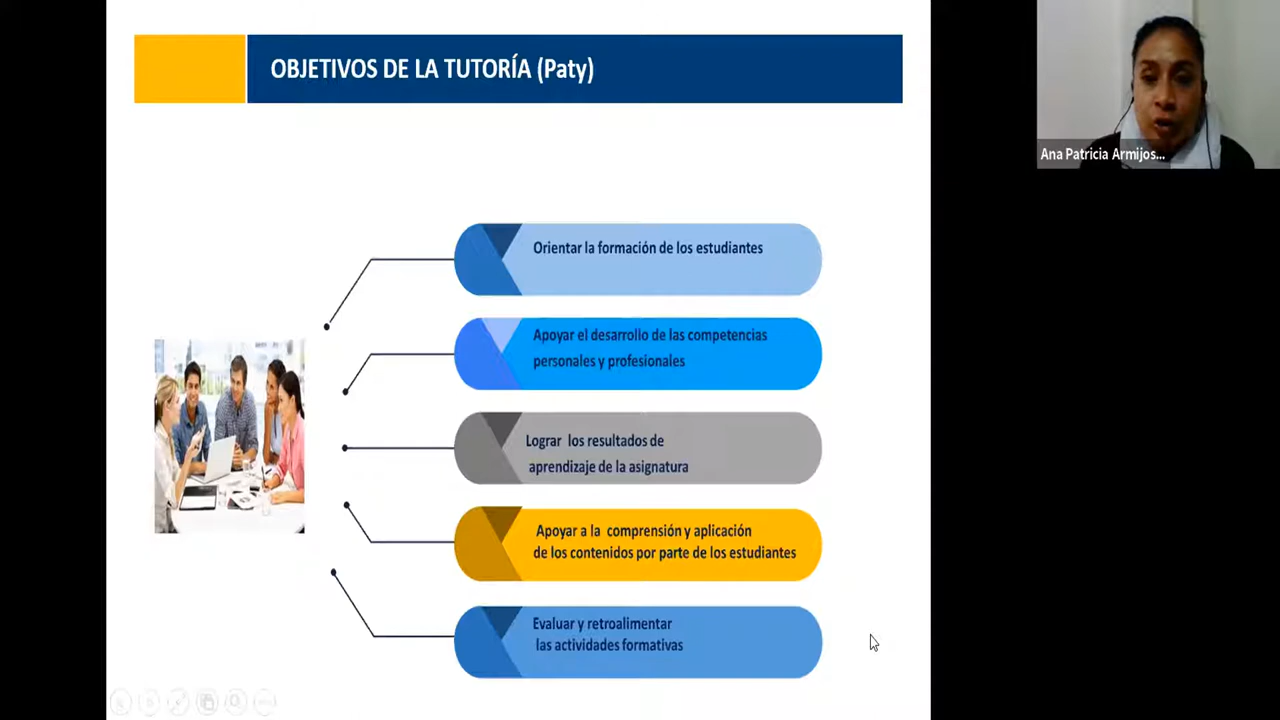 OBJETIVOS DE LA TUTORÍA (Paty)
Ana Patricia Armijos...
Orientar la formación de los estudiantes
Apoyar el desarrollo de las competencias
personales y profesionales
Lograr los resultados de
aprendizaje de la asignatura
Apoyar a la comprensión y aplicación
de los contenidos por parte de los estudiantes
Evaluar y retroalimentar
las actividades formativas